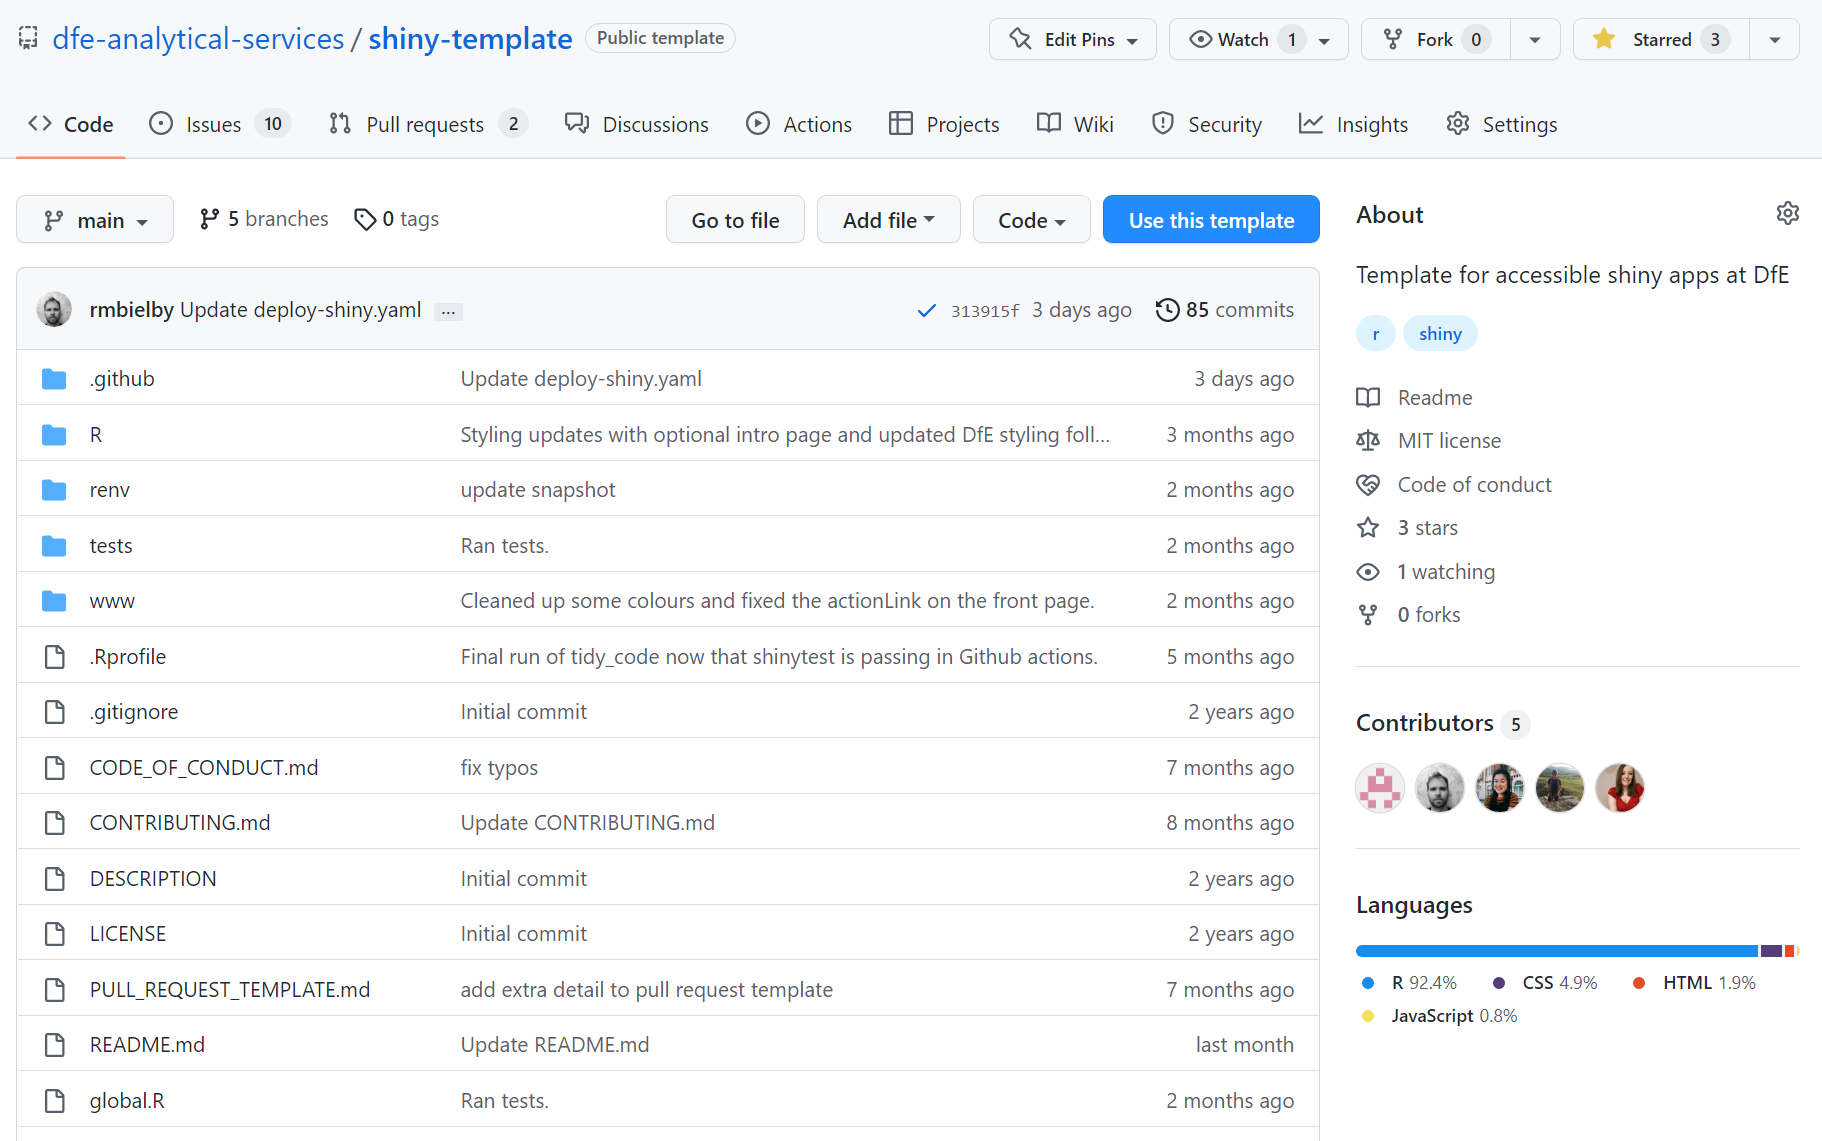 dfe-analytical-services / shiny-template Public template Edit Pins Watch 1 Fork 0 Starred 3
Code Issues 10 Pull requests 2 Discussions Actions Projects Wiki Security Insights Settings
main 5 branches 0 tags Go to file Add file Code Use this template
rmbielby Update deploy-shiny.yaml ... 313915f 3 days ago 85 commits
.github Update deploy-shiny.yaml 3 days ago
R Styling updates with optional intro page and updated DfE styling foll... 3 months ago
renv update snapshot 2 months ago
tests Ran tests. 2 months ago
www Cleaned up some colours and fixed the actionLink on the front page. 2 months ago
.Rprofile Final run of tidy_code now that shinytest is passing in Github actions. 5 months ago
.gitignore Initial commit 2 years ago
CODE_OF_CONDUCT.md fix typos 7 months ago
CONTRIBUTING.md Update CONTRIBUTING.md 8 months ago
DESCRIPTION Initial commit 2 years ago
LICENSE Initial commit 2 years ago
PULL_REQUEST_TEMPLATE.md add extra detail to pull request template 7 months ago
README.md Update README.md last month
global.R Ran tests. 2 months ago
About
Template for accessible shiny apps at DfE
r shiny
Readme
MIT license
Code of conduct
3 stars
1 watching
0 forks
Contributors 5
Languages
R 92.4% CSS 4.9% HTML 1.9%
JavaScript 0.8%